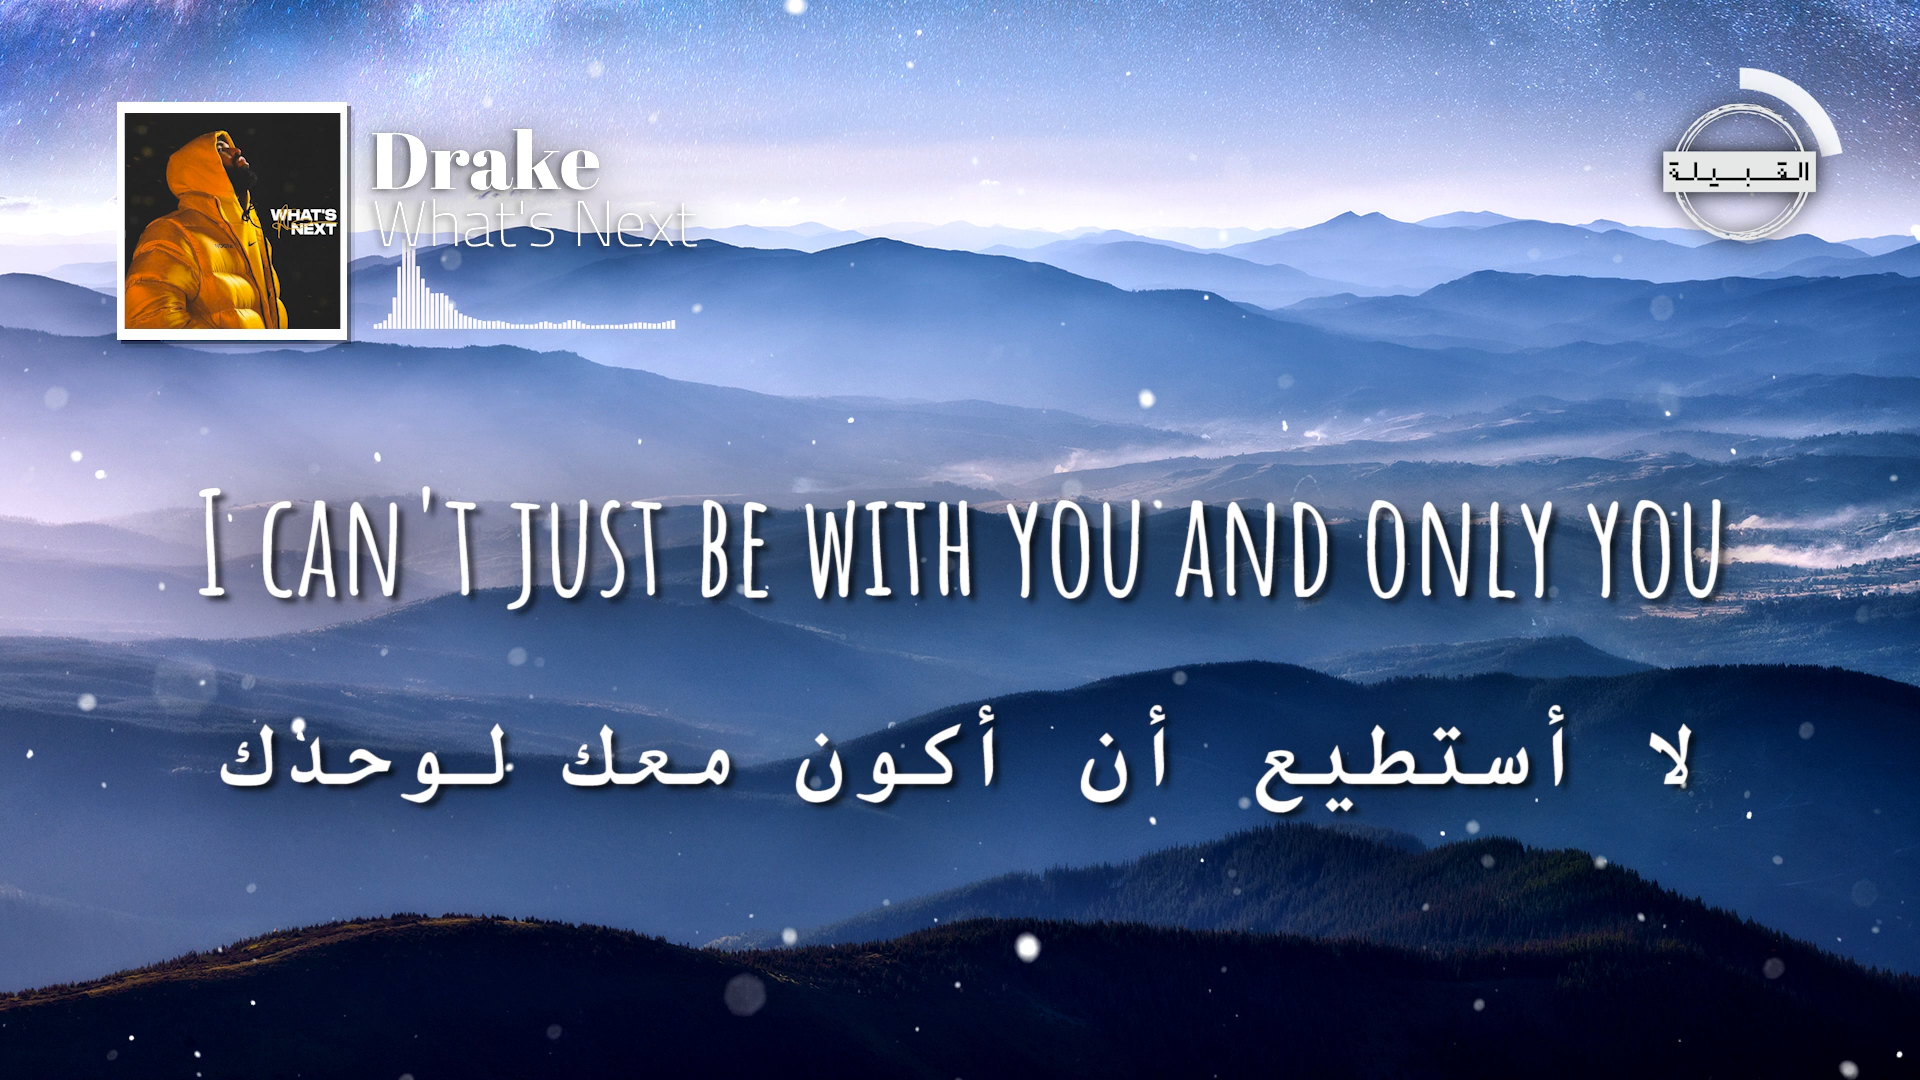 Drake
What's Next
WHAT'S
NEXT
القبيلة
I can't just be with you and only you
لا أستطيع أن أكون معك لوحدك